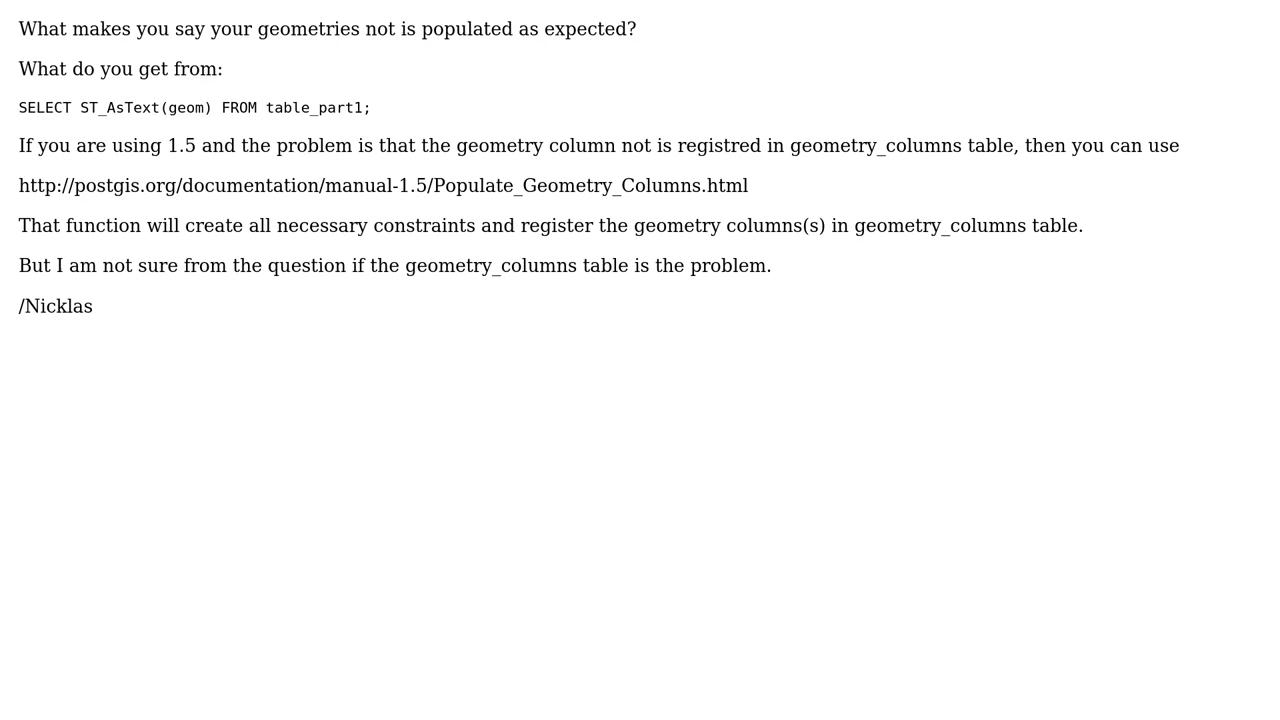 What makes you say your geometries not is populated as expected?
What do you get from:
SELECT ST_AsText(geom) FROM table_part1;
If you are using 1.5 and the problem is that the geometry column not is registred in geometry_columns table, then you can use
http://postgis.org/documentation/manual-1.5/Populate_Geometry_Columns.html
That function will create all necessary constraints and register the geometry columns(s) in geometry_columns table.
But I am not sure from the question if the geometry_columns table is the problem.
/Nicklas